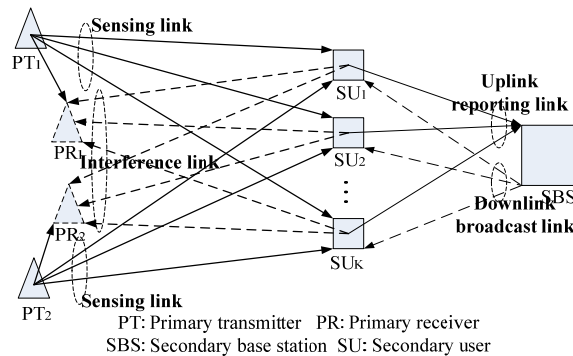 Sensing link
PT1
SU1
Uplink
reporting link
PR1
Interference link
SU2
SBS
Downlink
broadcast link
PR2
SUK
PT2
Sensing link
PT: Primary transmitter PR: Primary receiver
SBS: Secondary base station SU: Secondary user